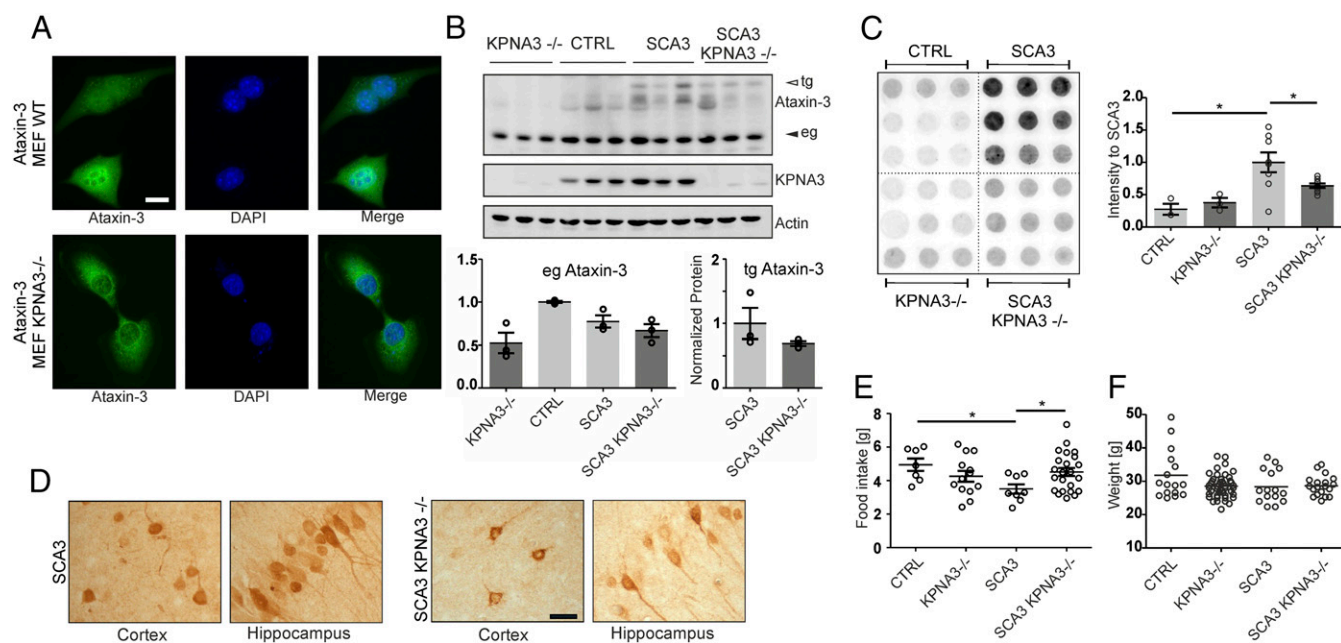 A
Ataxin-3
MEF WT
Ataxin-3
DAPI
Merge
Ataxin-3
MEF KPNA3-/-
Ataxin-3
DAPI
Merge
B
KPNA3 -/-
CTRL
SCA3
SCA3
KPNA3 -/-
tg
Ataxin-3
eg
KPNA3
Actin
eg Ataxin-3
1.5
1.0
0.5
0.0
KPNA3-/-
CTRL
SCA3
SCA3 KPNA3-/-
tg Ataxin-3
Normalized Protein
2
1
0
SCA3
SCA3 KPNA3-/-
C
CTRL
SCA3
KPNA3-/-
SCA3
KPNA3 -/-
Intensity to SCA3
2.0
1.5
1.0
0.5
0.0
*
*
CTRL
KPNA3-/-
SCA3
SCA3 KPNA3-/-
D
SCA3
Cortex
Hippocampus
SCA3 KPNA3 -/-
Cortex
Hippocampus
E
Food intake [g]
8
6
4
2
0
*
*
CTRL
KPNA3-/-
SCA3
SCA3 KPNA3-/-
F
Weight [g]
50
40
30
20
10
CTRL
KPNA3-/-
SCA3
SCA3 KPNA3-/-